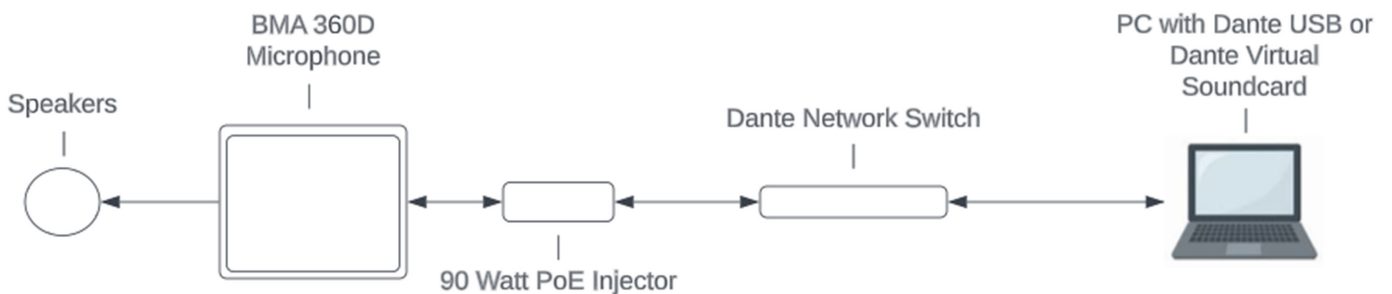 BMA 360D
Microphone
PC with Dante USB or
Dante Virtual
Soundcard
Speakers
Dante Network Switch
90 Watt PoE Injector